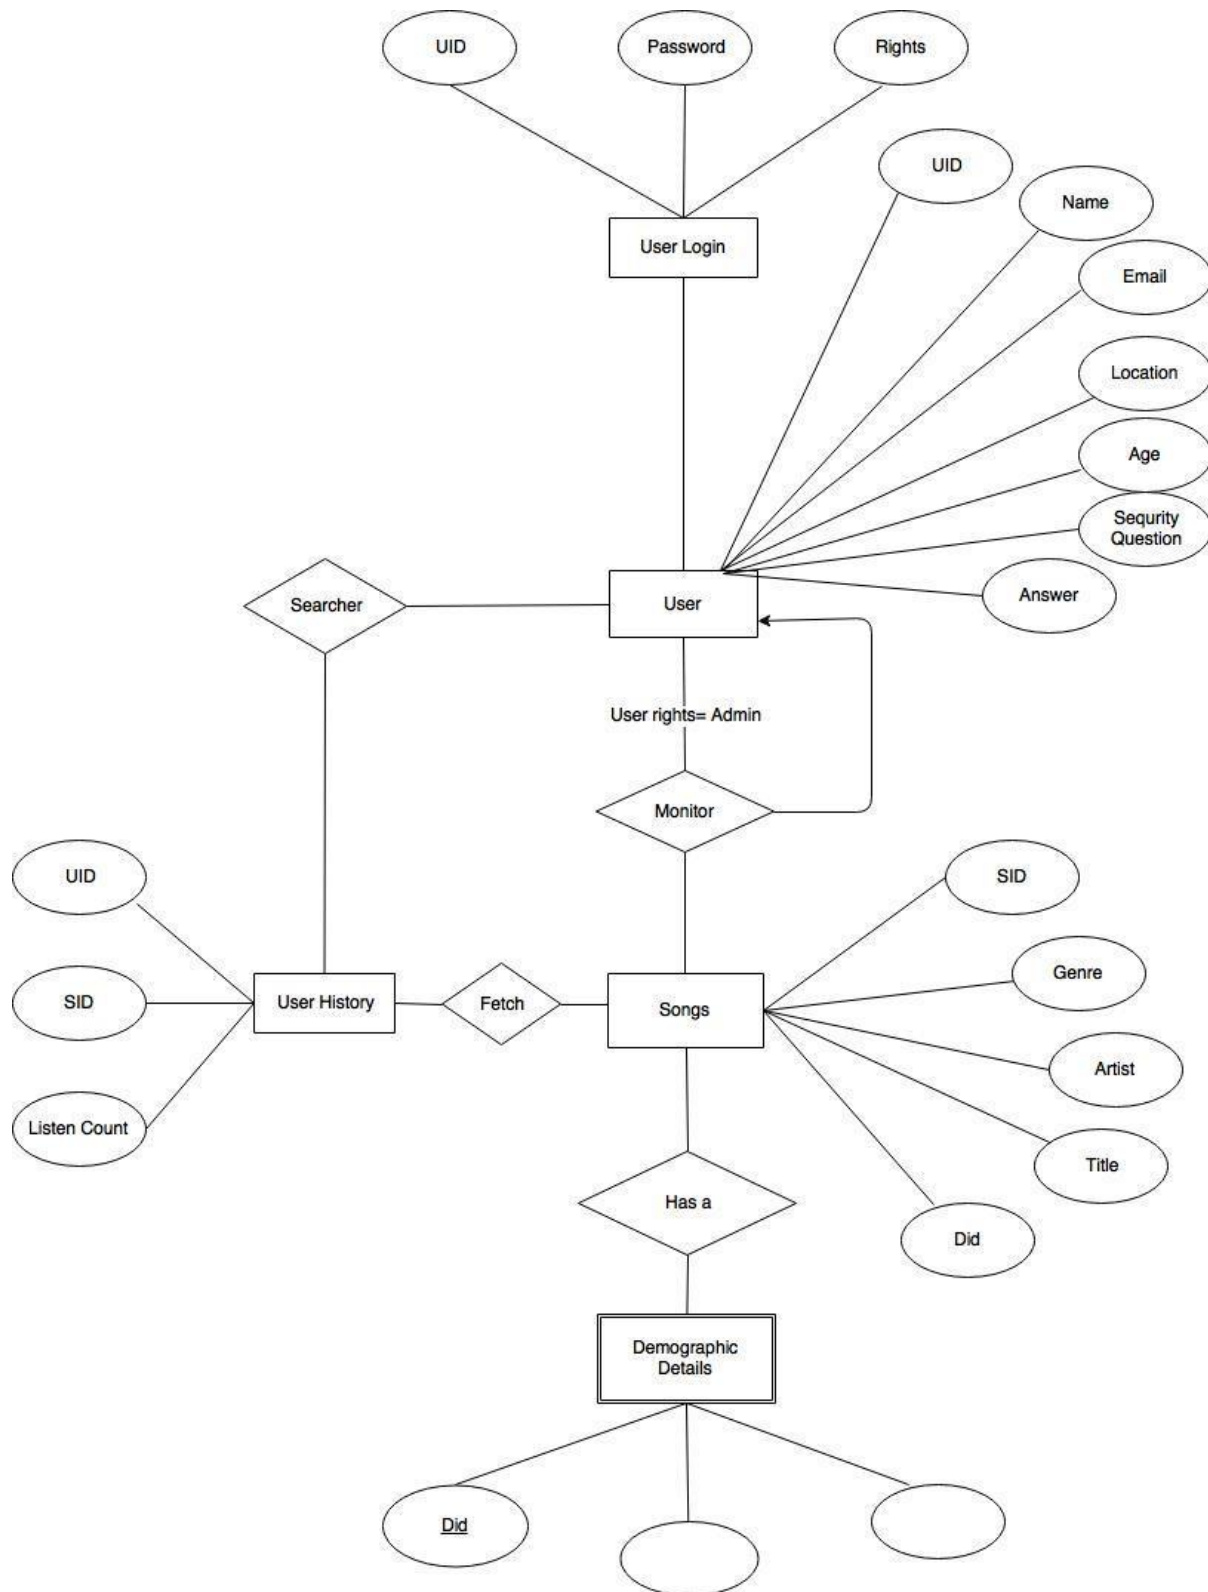 UID
Password
Rights
UID
Name
User Login
Email
Location
Age
Sequrity
Question
Searcher
User
Answer
User rights= Admin
Monitor
UID
SID
Genre
SID
User History
Fetch
Songs
Artist
Listen Count
Title
Has a
Did
Demographic
Details
Did